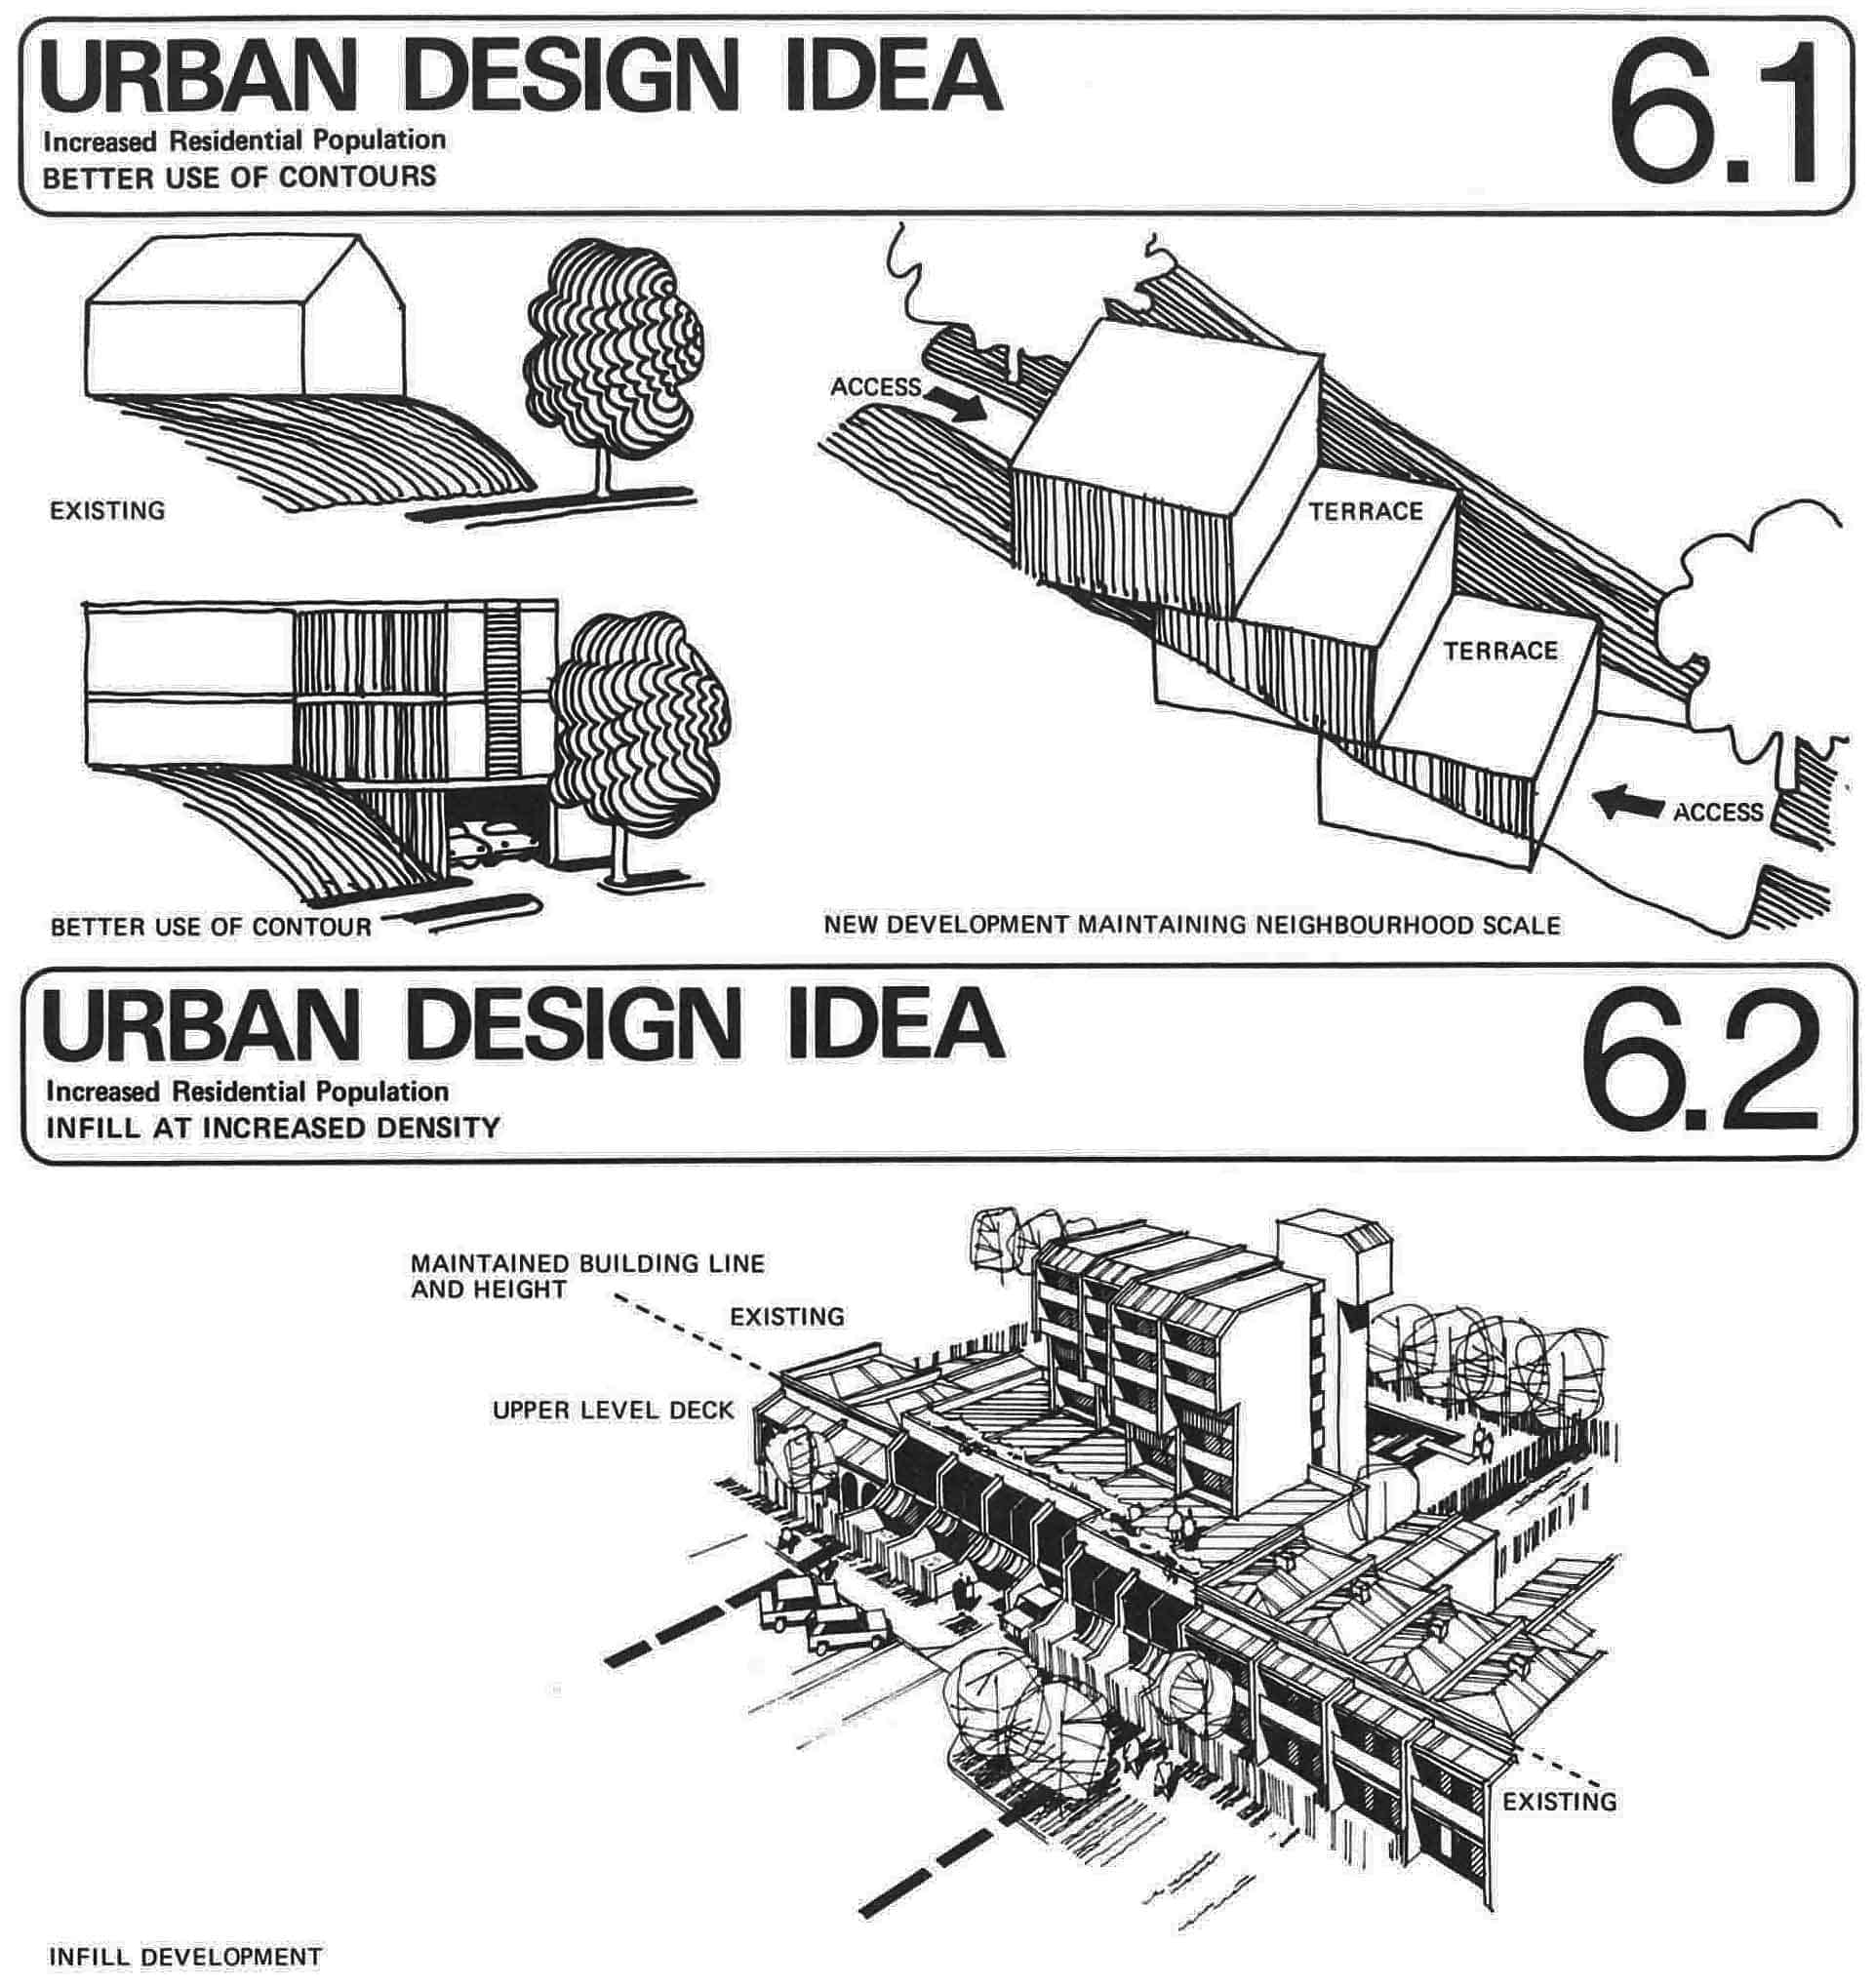 URBAN DESIGN IDEA
6.1
Increased Residential Population
BETTER USE OF CONTOURS
EXISTING
ACCESS
TERRACE
TERRACE
ACCESS
BETTER USE OF CONTOUR
NEW DEVELOPMENT MAINTAINING NEIGHBOURHOOD SCALE
URBAN DESIGN IDEA
6.2
Increased Residential Population
INFILL AT INCREASED DENSITY
MAINTAINED BUILDING LINE
AND HEIGHT
EXISTING
UPPER LEVEL DECK
EXISTING
INFILL DEVELOPMENT